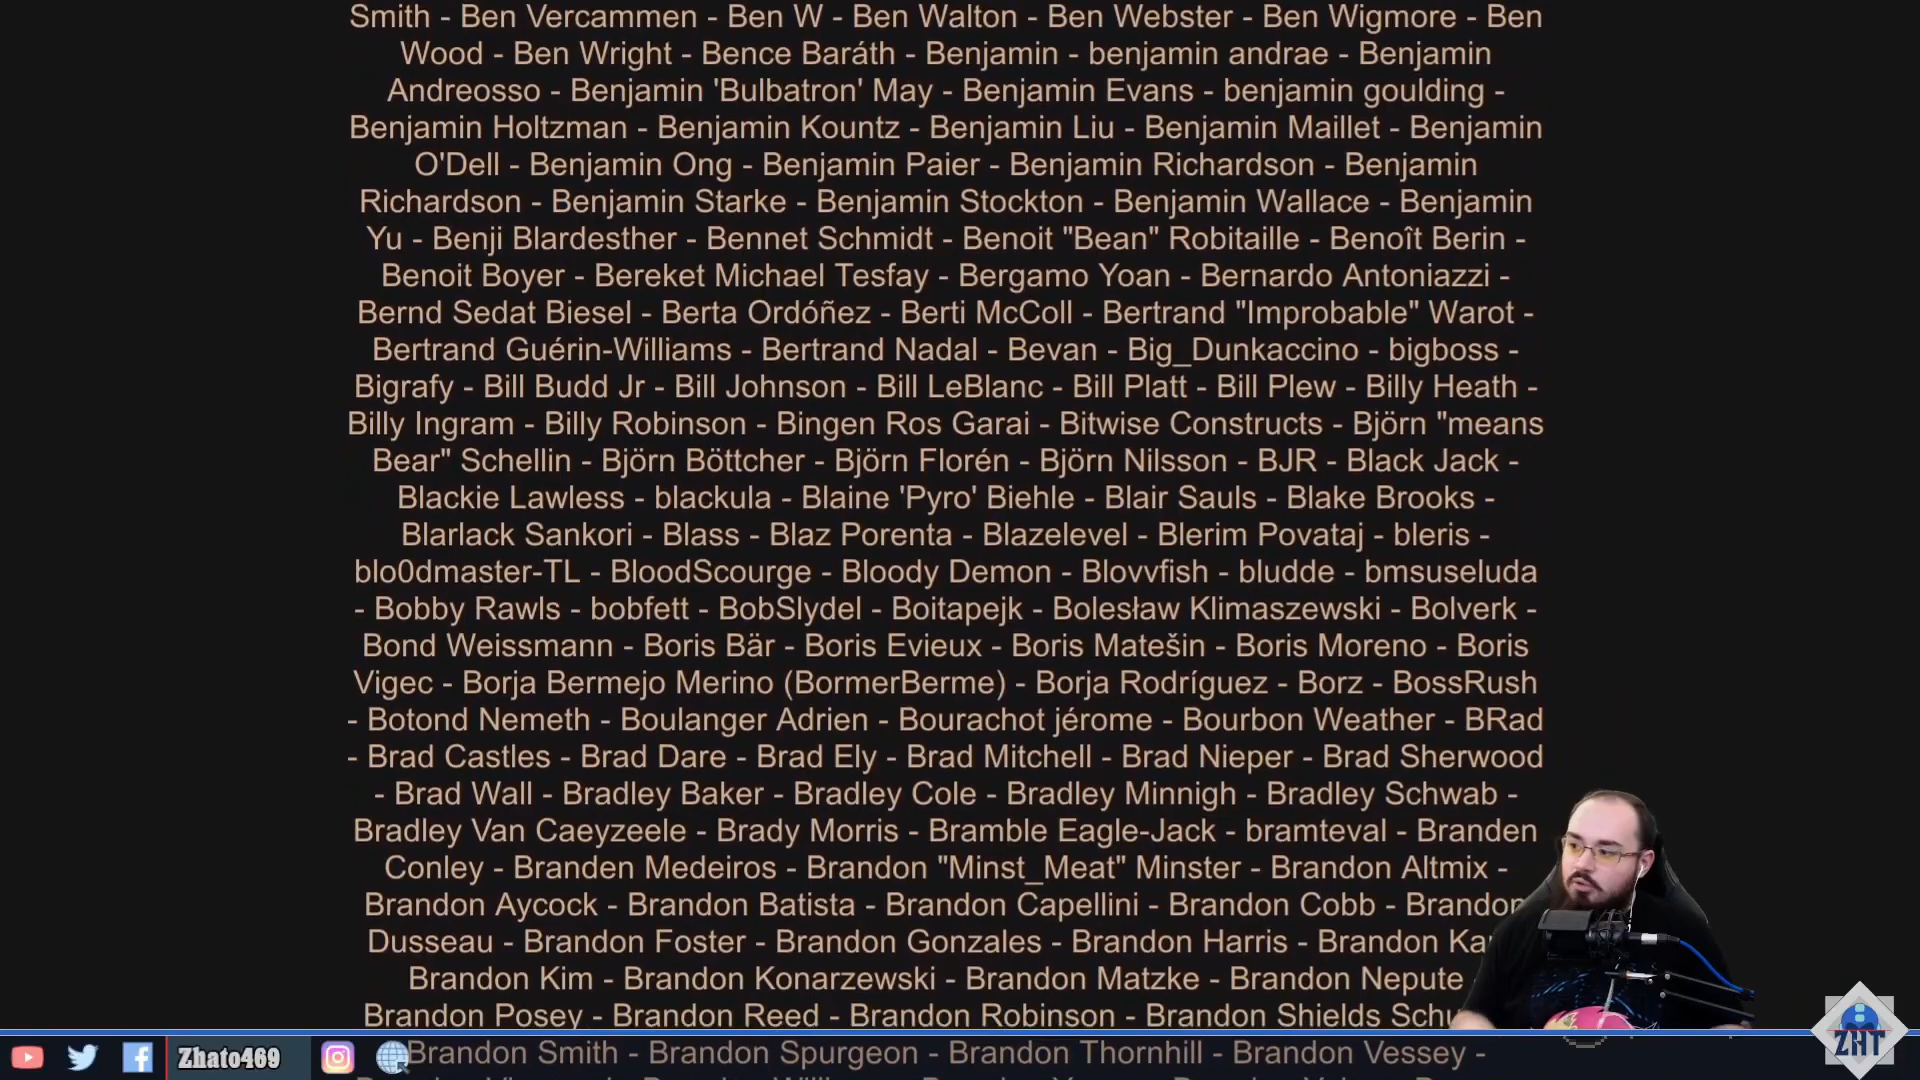 Smith - Ben Vercammen - Ben W - Ben Walton - Ben Webster - Ben Wigmore - Ben
Wood - Ben Wright - Bence Baráth - Benjamin - benjamin andrae - Benjamin
Andreosso - Benjamin 'Bulbatron' May - Benjamin Evans - benjamin goulding -
Benjamin Holtzman - Benjamin Kountz - Benjamin Liu - Benjamin Maillet - Benjamin
O'Dell - Benjamin Ong - Benjamin Paier - Benjamin Richardson - Benjamin
Richardson - Benjamin Starke - Benjamin Stockton - Benjamin Wallace - Benjamin
Yu - Benji Blardesther - Bennet Schmidt - Benoit "Bean" Robitaille - Benoît Berin -
Benoit Boyer - Bereket Michael Tesfay - Bergamo Yoan - Bernardo Antoniazzi -
Bernd Sedat Biesel - Berta Ordóñez - Berti McColl - Bertrand "Improbable" Warot -
Bertrand Guérin-Williams - Bertrand Nadal - Bevan - Big_Dunkaccino - bigboss -
Bigrafy - Bill Budd Jr - Bill Johnson - Bill LeBlanc - Bill Platt - Bill Plew - Billy Heath -
Billy Ingram - Billy Robinson - Bingen Ros Garai - Bitwise Constructs - Björn "means
Bear" Schellin - Björn Böttcher - Björn Florén - Björn Nilsson - BJR - Black Jack -
Blackie Lawless - blackula - Blaine 'Pyro' Biehle - Blair Sauls - Blake Brooks -
Blarlack Sankori - Blass - Blaz Porenta - Blazelevel - Blerim Povataj - bleris -
blo0dmaster-TL - BloodScourge - Bloody Demon - Blovvfish - bludde - bmsuseluda
- Bobby Rawls - bobfett - BobSlydel - Boitapejk - Bolesław Klimaszewski - Bolverk -
Bond Weissmann - Boris Bär - Boris Evieux - Boris Matešin - Boris Moreno - Boris
Vigec - Borja Bermejo Merino (BormerBerme) - Borja Rodríguez - Borz - BossRush
- Botond Nemeth - Boulanger Adrien - Bourachot jérome - Bourbon Weather - BRad
- Brad Castles - Brad Dare - Brad Ely - Brad Mitchell - Brad Nieper - Brad Sherwood
- Brad Wall - Bradley Baker - Bradley Cole - Bradley Minnigh - Bradley Schwab -
Bradley Van Caeyzeele - Brady Morris - Bramble Eagle-Jack - bramteval - Branden
Conley - Branden Medeiros - Brandon "Minst_Meat" Minster - Brandon Altmix -
Brandon Aycock - Brandon Batista - Brandon Capellini - Brandon Cobb - Brandon
Dusseau - Brandon Foster - Brandon Gonzales - Brandon Harris - Brandon
Brandon Kim - Brandon Konarzewski - Brandon Matzke - Brandon Nepute
Brandon Posey - Brandon Reed - Brandon Robinson - Brandon Shields
Brandon Smith - Brandon Spurgeon - Brandon Thornhill - Brandon Vessey -
Zhato469
ZHT